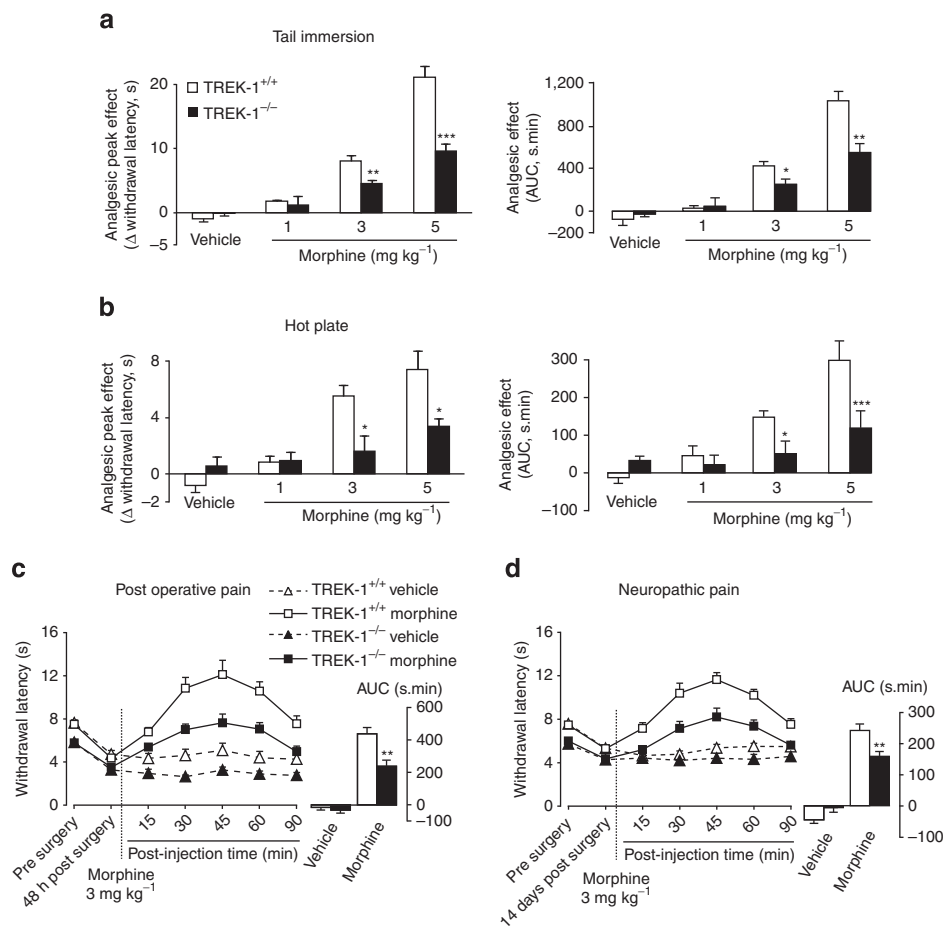 a
Tail immersion
Analgesic peak effect
(Δ withdrawal latency, s)
20
10
0
–5
TREK-1+/+
TREK-1–/–
**
***
Vehicle
1
3
5
Morphine (mg kg–1)
Analgesic effect
(AUC, s.min)
1,200
800
400
0
–200
*
**
Vehicle
1
3
5
Morphine (mg kg–1)
b
Hot plate
Analgesic peak effect
(Δ withdrawal latency, s)
8
4
0
–2
*
*
Vehicle
1
3
5
Morphine (mg kg–1)
Analgesic effect
(AUC, s.min)
300
200
100
0
–100
*
***
Vehicle
1
3
5
Morphine (mg kg–1)
c
Post operative pain
TREK-1+/+ vehicle
TREK-1+/+ morphine
TREK-1–/– vehicle
TREK-1–/– morphine
Withdrawal latency (s)
16
12
8
4
0
Pre surgery
48 h post surgery
15
30
45
60
90
Post-injection time (min)
Morphine
3 mg kg–1
AUC (s.min)
600
400
200
0
–100
**
Vehicle
Morphine
d
Neuropathic pain
Withdrawal latency (s)
16
12
8
4
0
Pre surgery
14 days post surgery
15
30
45
60
90
Post-injection time (min)
Morphine
3 mg kg–1
AUC (s.min)
300
200
100
0
–100
**
Vehicle
Morphine